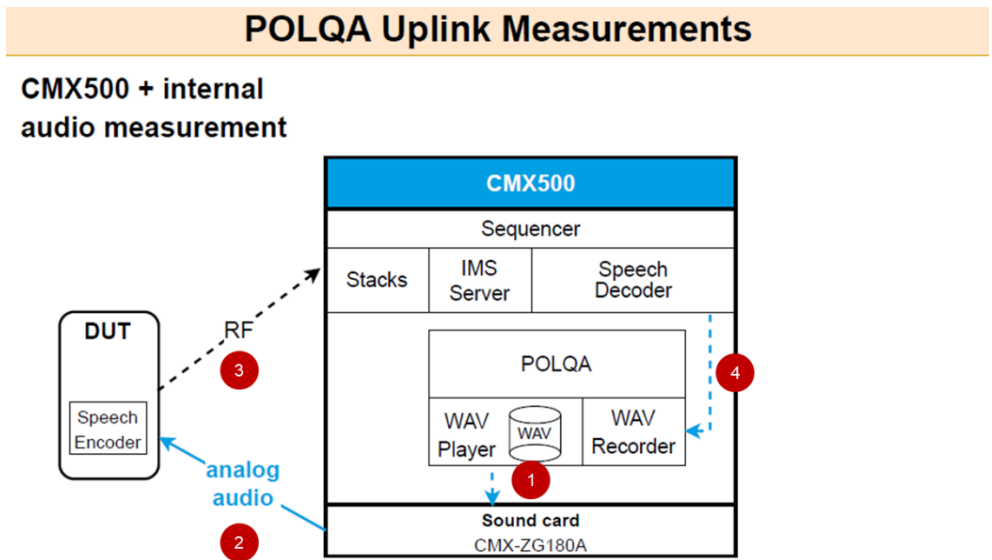 POLQA Uplink Measurements
CMX500 + internal
audio measurement
CMX500
Sequencer
Stacks
IMS
Server
Speech
Decoder
DUT
RF
3
POLQA
4
Speech
Encoder
WAV
Player
WAV
WAV
Recorder
analog
audio
1
2
Sound card
CMX-ZG180A